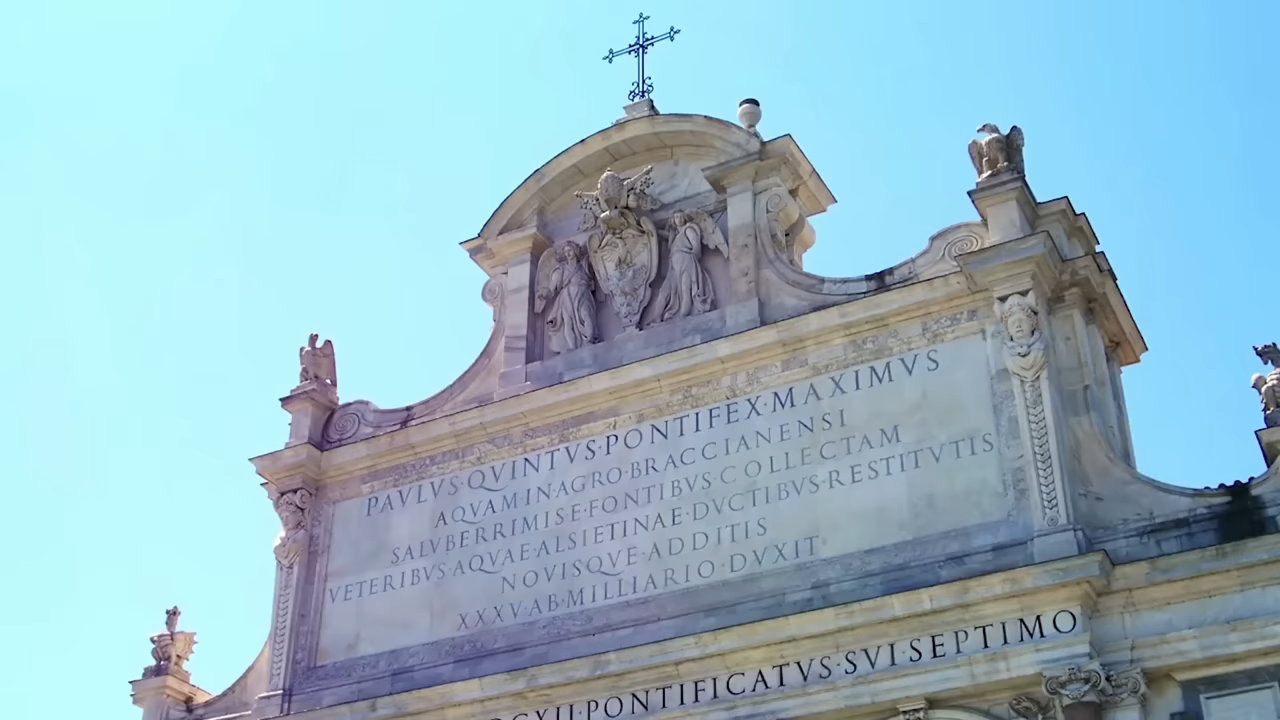 PAVLVS·QVINTVS·PONTIFEX·MAXIMVS
AQVAM·IN·AGRO·BRACCIANENSI
SALVBERRIMIS·E·FONTIBVS·COLLECTAM
VETERIBVS·AQVAE·ALSIETINAE·DVCTIBVS·RESTITVTIS
NOVISQVE·ADDITIS
XXXV·AB·MILLIARIO·DVXIT
PONTIFICATVS·SVI·SEPTIMO